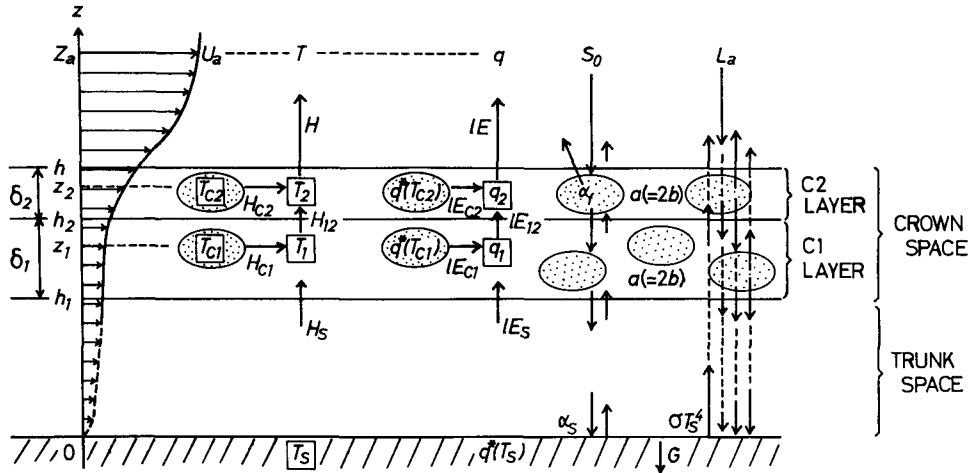 z
Za Ua T q S0 La
H lE
h
δ2 z2 TC2 HC2 T2 q*(TC2) lEC2 q2 αf a(=2b) C2 LAYER
h2 H12 lE12
δ1 z1 TC1 HC1 T1 q*(TC1) lEC1 q1 a(=2b) C1 LAYER
CROWN SPACE
h1
HS lES
TRUNK SPACE
αS σTS4
0 TS q*(TS) G